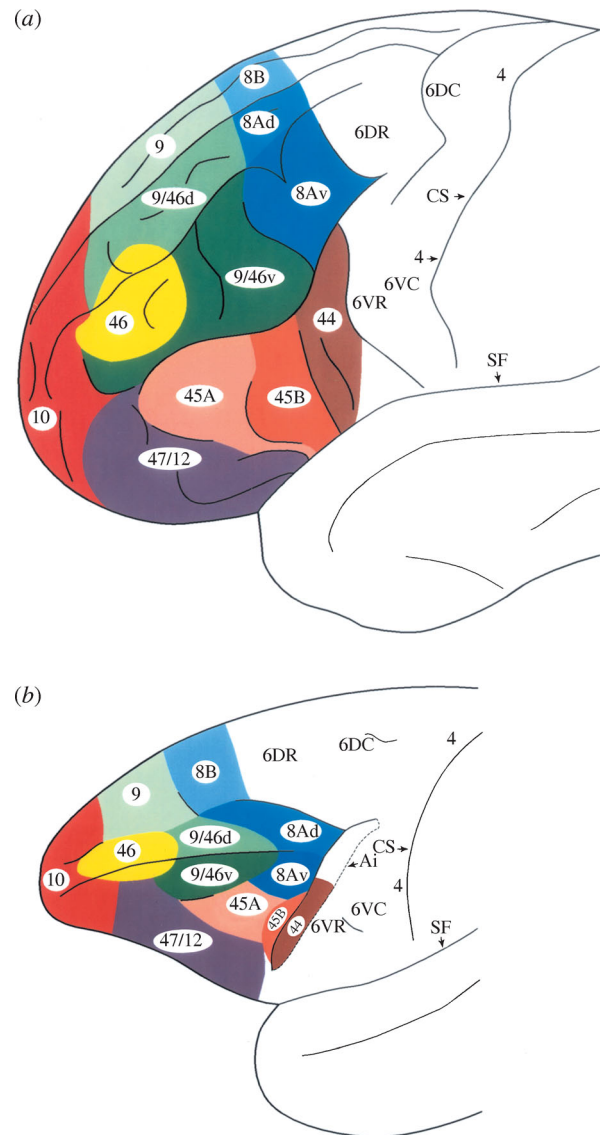 (a)
8B
4
6DC
8Ad
6DR
9
9/46d
8Av
CS
4
9/46v
6VC
6VR
46
44
SF
45A
45B
10
47/12
(b)
6DR
6DC
4
8B
9
9/46d
8Ad
46
CS
Ai
10
9/46v
8Av
4
45A
45B
44
6VR
6VC
SF
47/12